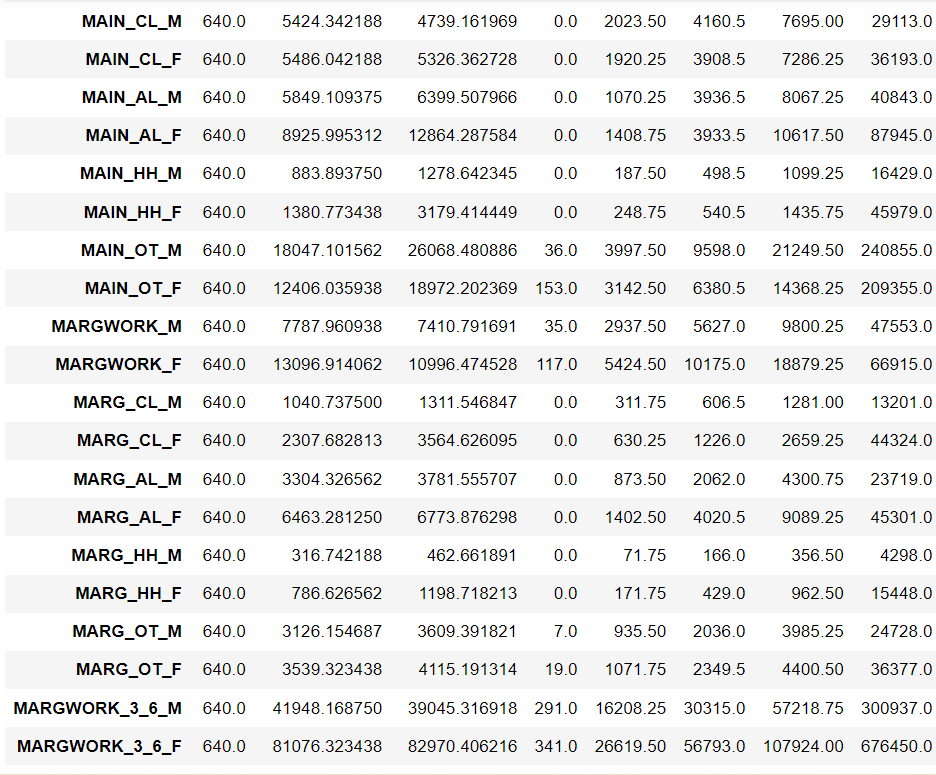 MAIN_CL_M 640.0 5424.342188 4739.161969 0.0 2023.50 4160.5 7695.00 29113.0
MAIN_CL_F 640.0 5486.042188 5326.362728 0.0 1920.25 3908.5 7286.25 36193.0
MAIN_AL_M 640.0 5849.109375 6399.507966 0.0 1070.25 3936.5 8067.25 40843.0
MAIN_AL_F 640.0 8925.995312 12864.287584 0.0 1408.75 3933.5 10617.50 87945.0
MAIN_HH_M 640.0 883.893750 1278.642345 0.0 187.50 498.5 1099.25 16429.0
MAIN_HH_F 640.0 1380.773438 3179.414449 0.0 248.75 540.5 1435.75 45979.0
MAIN_OT_M 640.0 18047.101562 26068.480886 36.0 3997.50 9598.0 21249.50 240855.0
MAIN_OT_F 640.0 12406.035938 18972.202369 153.0 3142.50 6380.5 14368.25 209355.0
MARGWORK_M 640.0 7787.960938 7410.791691 35.0 2937.50 5627.0 9800.25 47553.0
MARGWORK_F 640.0 13096.914062 10996.474528 117.0 5424.50 10175.0 18879.25 66915.0
MARG_CL_M 640.0 1040.737500 1311.546847 0.0 311.75 606.5 1281.00 13201.0
MARG_CL_F 640.0 2307.682813 3564.626095 0.0 630.25 1226.0 2659.25 44324.0
MARG_AL_M 640.0 3304.326562 3781.555707 0.0 873.50 2062.0 4300.75 23719.0
MARG_AL_F 640.0 6463.281250 6773.876298 0.0 1402.50 4020.5 9089.25 45301.0
MARG_HH_M 640.0 316.742188 462.661891 0.0 71.75 166.0 356.50 4298.0
MARG_HH_F 640.0 786.626562 1198.718213 0.0 171.75 429.0 962.50 15448.0
MARG_OT_M 640.0 3126.154687 3609.391821 7.0 935.50 2036.0 3985.25 24728.0
MARG_OT_F 640.0 3539.323438 4115.191314 19.0 1071.75 2349.5 4400.50 36377.0
MARGWORK_3_6_M 640.0 41948.168750 39045.316918 291.0 16208.25 30315.0 57218.75 300937.0
MARGWORK_3_6_F 640.0 81076.323438 82970.406216 341.0 26619.50 56793.0 107924.00 676450.0